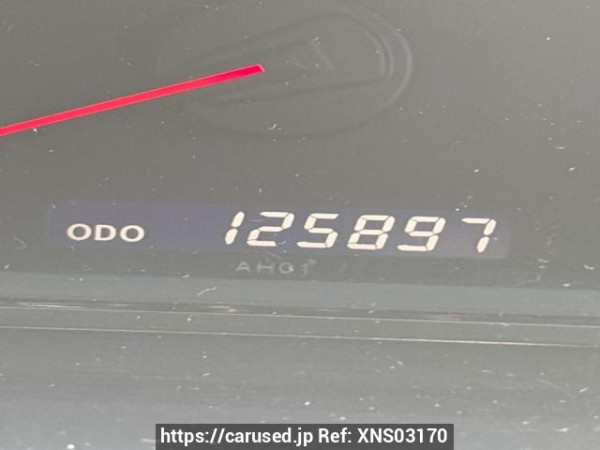 ODO 125897
AH01
https://carused.jp Ref: XNS03170